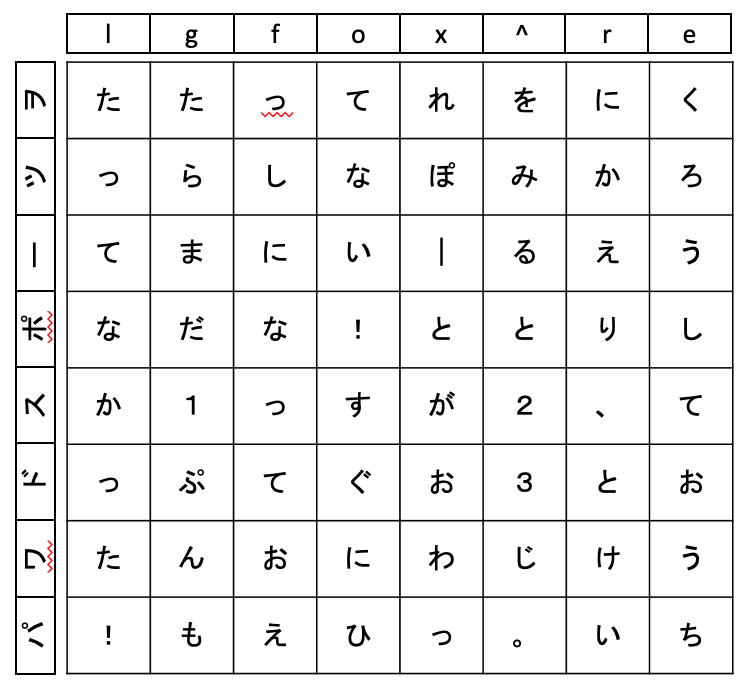 l g f o x ^ r e
ヲ た た っ て れ を に く
ツ っ ら し な ぽ み か ろ
ー て ま に い | る え う
ポ な だ な ! と と り し
ス か 1 っ す が 2 、 て
ド っ ぷ て ぐ お 3 と お
ワ た ん お に わ じ け う
パ ! も え ひ っ 。 い ち